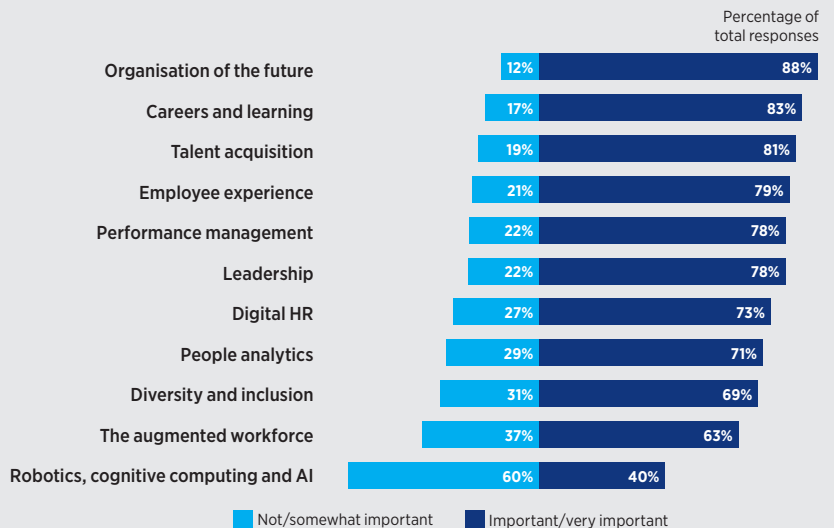 Percentage of
total responses
Organisation of the future 12% 88%
Careers and learning 17% 83%
Talent acquisition 19% 81%
Employee experience 21% 79%
Performance management 22% 78%
Leadership 22% 78%
Digital HR 27% 73%
People analytics 29% 71%
Diversity and inclusion 31% 69%
The augmented workforce 37% 63%
Robotics, cognitive computing and AI 60% 40%
Not/somewhat important Important/very important